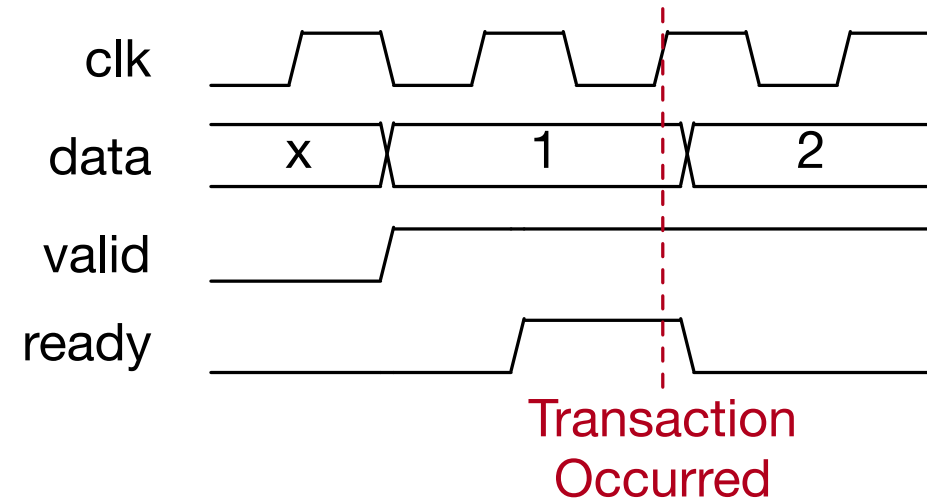 clk
data x 1 2
valid
ready
Transaction
Occurred